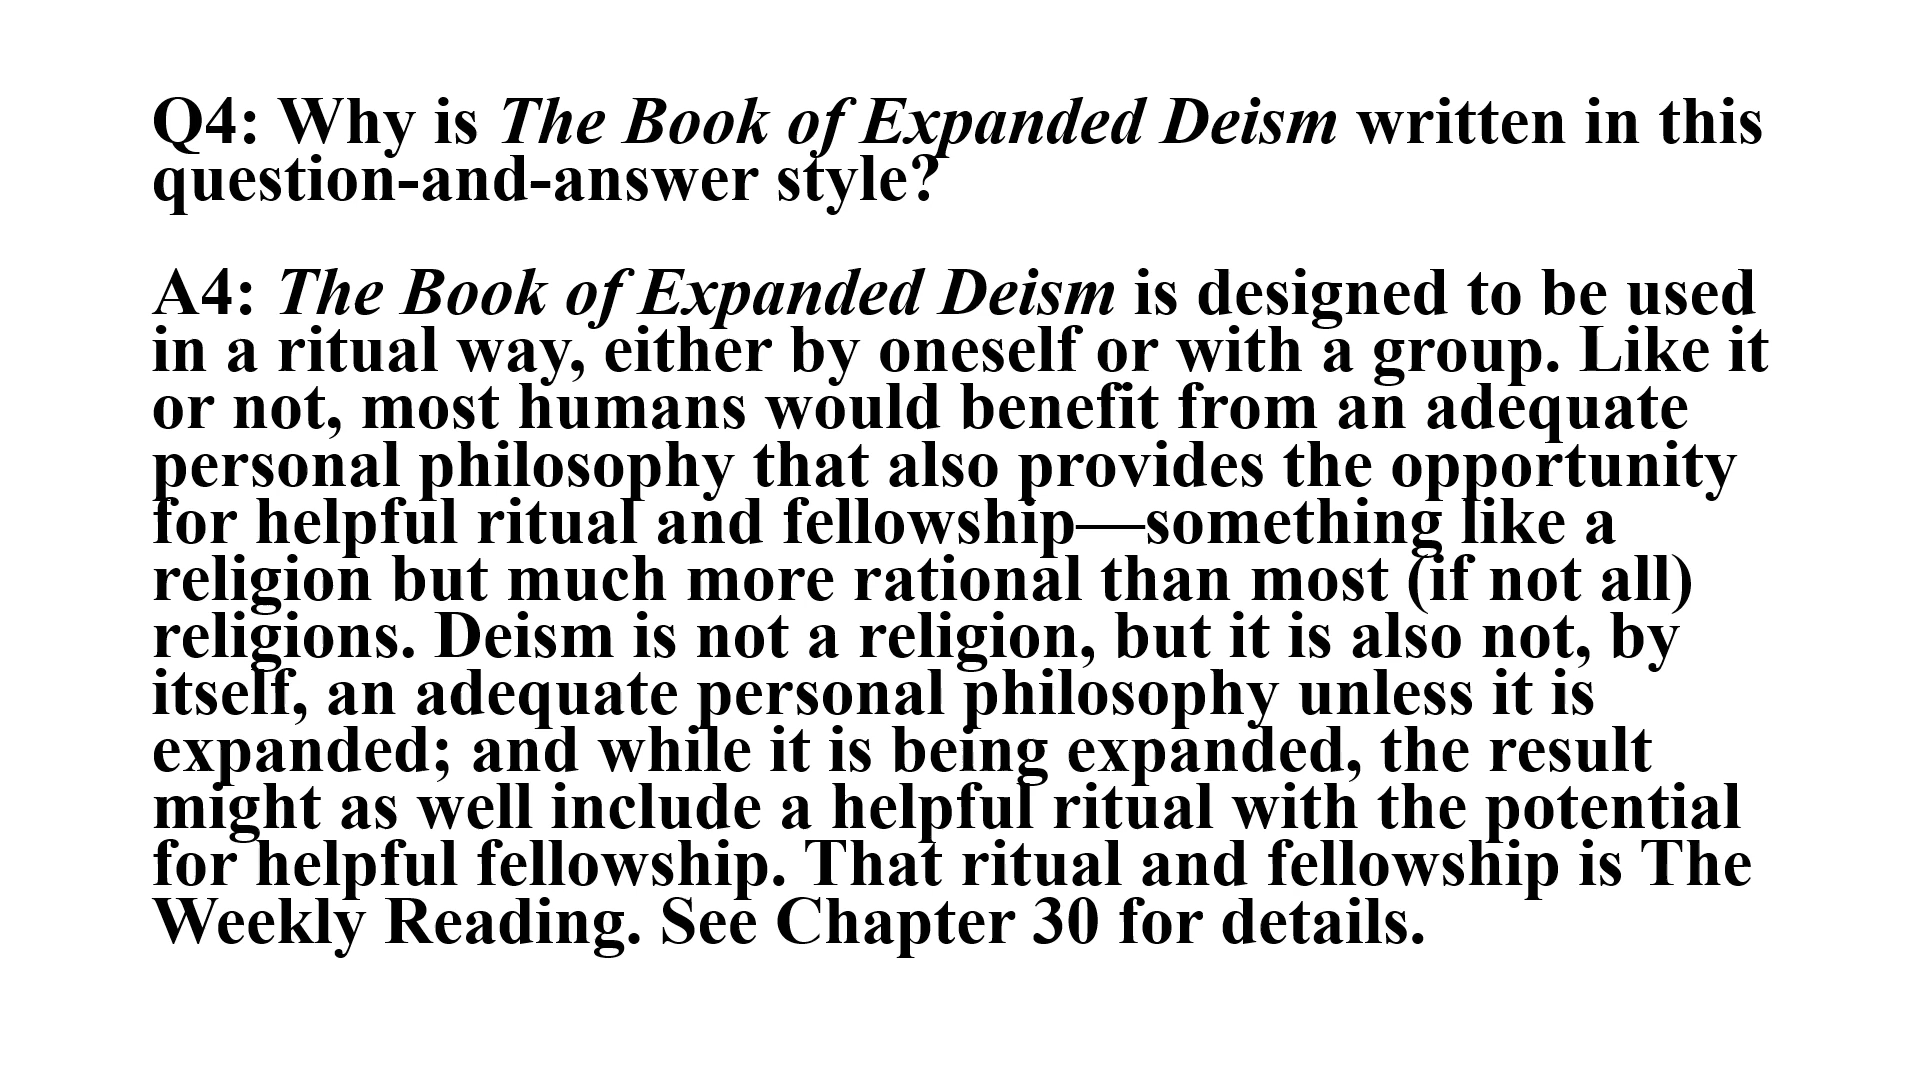 Q4: Why is The Book of Expanded Deism written in this
question-and-answer style?
A4: The Book of Expanded Deism is designed to be used
in a ritual way, either by oneself or with a group. Like it
or not, most humans would benefit from an adequate
personal philosophy that also provides the opportunity
for helpful ritual and fellowship—something like a
religion but much more rational than most (if not all)
religions. Deism is not a religion, but it is also not, by
itself, an adequate personal philosophy unless it is
expanded; and while it is being expanded, the result
might as well include a helpful ritual with the potential
for helpful fellowship. That ritual and fellowship is The
Weekly Reading. See Chapter 30 for details.